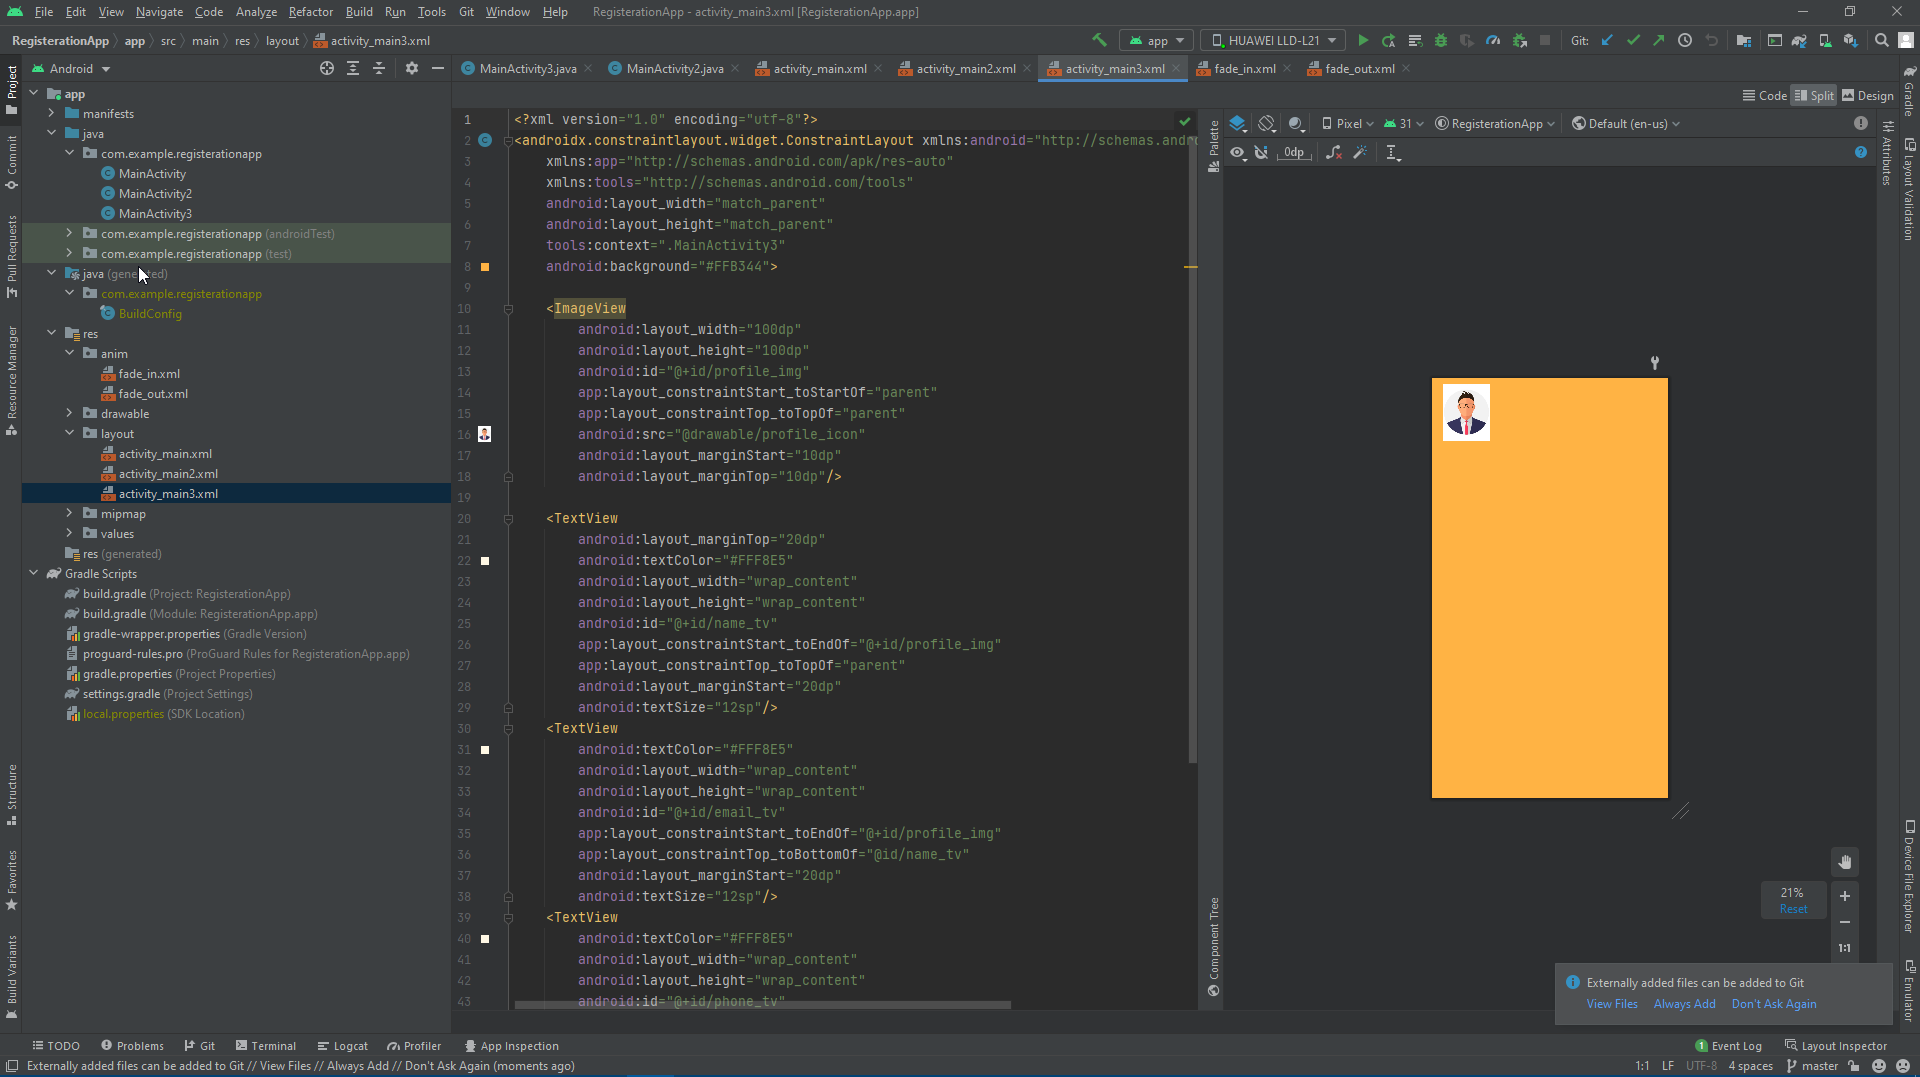 File Edit View Navigate Code Analyze Refactor Build Run Tools Git Window Help RegisterationApp - activity_main3.xml [RegisterationApp.app]
RegisterationApp app src main res layout activity_main3.xml app HUAWEI LLD-L21 Git:
Android MainActivity3.java MainActivity2.java activity_main.xml activity_main2.xml activity_main3.xml fade_in.xml fade_out.xml
Code Split Design
Pixel 31 RegisterationApp Default (en-us)
0dp
Project
Commit
Pull Requests
Resource Manager
Structure
Favorites
Build Variants
app
manifests
java
com.example.registerationapp
MainActivity
MainActivity2
MainActivity3
com.example.registerationapp (androidTest)
com.example.registerationapp (test)
java (generated)
com.example.registerationapp
BuildConfig
res
anim
fade_in.xml
fade_out.xml
drawable
layout
activity_main.xml
activity_main2.xml
activity_main3.xml
mipmap
values
res (generated)
Gradle Scripts
build.gradle (Project: RegisterationApp)
build.gradle (Module: RegisterationApp.app)
gradle-wrapper.properties (Gradle Version)
proguard-rules.pro (ProGuard Rules for RegisterationApp.app)
gradle.properties (Project Properties)
settings.gradle (Project Settings)
local.properties (SDK Location)
1 <?xml version="1.0" encoding="utf-8"?>
2 <androidx.constraintlayout.widget.ConstraintLayout xmlns:android="http://schemas.andr
3 xmlns:app="http://schemas.android.com/apk/res-auto"
4 xmlns:tools="http://schemas.android.com/tools"
5 android:layout_width="match_parent"
6 android:layout_height="match_parent"
7 tools:context=".MainActivity3"
8 android:background="#FFB344">
9
10 <ImageView
11 android:layout_width="100dp"
12 android:layout_height="100dp"
13 android:id="@+id/profile_img"
14 app:layout_constraintStart_toStartOf="parent"
15 app:layout_constraintTop_toTopOf="parent"
16 android:src="@drawable/profile_icon"
17 android:layout_marginStart="10dp"
18 android:layout_marginTop="10dp"/>
19
20 <TextView
21 android:layout_marginTop="20dp"
22 android:textColor="#FFF8E5"
23 android:layout_width="wrap_content"
24 android:layout_height="wrap_content"
25 android:id="@+id/name_tv"
26 app:layout_constraintStart_toEndOf="@+id/profile_img"
27 app:layout_constraintTop_toTopOf="parent"
28 android:layout_marginStart="20dp"
29 android:textSize="12sp"/>
30 <TextView
31 android:textColor="#FFF8E5"
32 android:layout_width="wrap_content"
33 android:layout_height="wrap_content"
34 android:id="@+id/email_tv"
35 app:layout_constraintStart_toEndOf="@+id/profile_img"
36 app:layout_constraintTop_toBottomOf="@id/name_tv"
37 android:layout_marginStart="20dp"
38 android:textSize="12sp"/>
39 <TextView
40 android:textColor="#FFF8E5"
41 android:layout_width="wrap_content"
42 android:layout_height="wrap_content"
43 android:id="@+id/phone_tv"
Palette
Component Tree
Attributes
Gradle
Layout Validation
Device File Explorer
Emulator
21%
Reset
1:1
Externally added files can be added to Git
View Files Always Add Don't Ask Again
TODO Problems Git Terminal Logcat Profiler App Inspection 1 Event Log Layout Inspector
Externally added files can be added to Git // View Files // Always Add // Don't Ask Again (moments ago) 1:1 LF UTF-8 4 spaces master